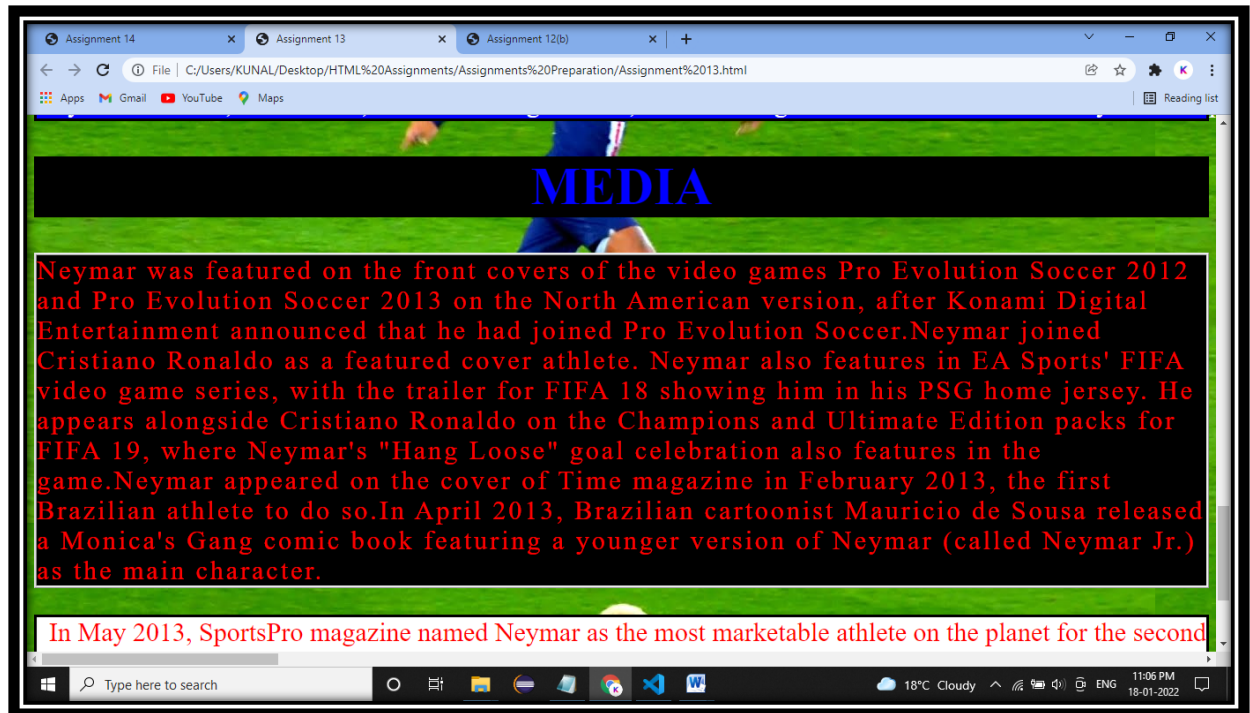 Assignment 14
Assignment 13
Assignment 12(b)
File
C:/Users/KUNAL/Desktop/HTML%20Assignments/Assignments%20Preparation/Assignment%2013.html
K
Apps
Gmail
YouTube
Maps
Reading list
MEDIA
Neymar was featured on the front covers of the video games Pro Evolution Soccer 2012
and Pro Evolution Soccer 2013 on the North American version, after Konami Digital
Entertainment announced that he had joined Pro Evolution Soccer.Neymar joined
Cristiano Ronaldo as a featured cover athlete. Neymar also features in EA Sports' FIFA
video game series, with the trailer for FIFA 18 showing him in his PSG home jersey. He
appears alongside Cristiano Ronaldo on the Champions and Ultimate Edition packs for
FIFA 19, where Neymar's "Hang Loose" goal celebration also features in the
game.Neymar appeared on the cover of Time magazine in February 2013, the first
Brazilian athlete to do so.In April 2013, Brazilian cartoonist Mauricio de Sousa released
a Monica's Gang comic book featuring a younger version of Neymar (called Neymar Jr.)
as the main character.
In May 2013, SportsPro magazine named Neymar as the most marketable athlete on the planet for the second
Type here to search
18°C Cloudy
ENG
11:06 PM
18-01-2022